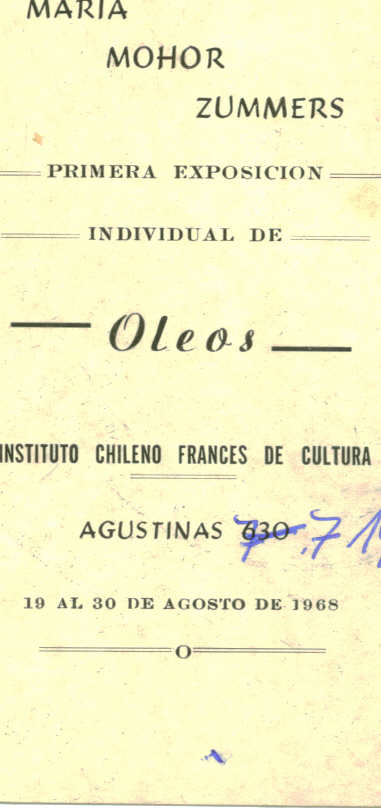 MARIA
MOHOR
ZUMMERS
PRIMERA EXPOSICION
INDIVIDUAL DE
Oleos
INSTITUTO CHILENO FRANCES DE CULTURA
AGUSTINAS 630
19 AL 30 DE AGOSTO DE 1968